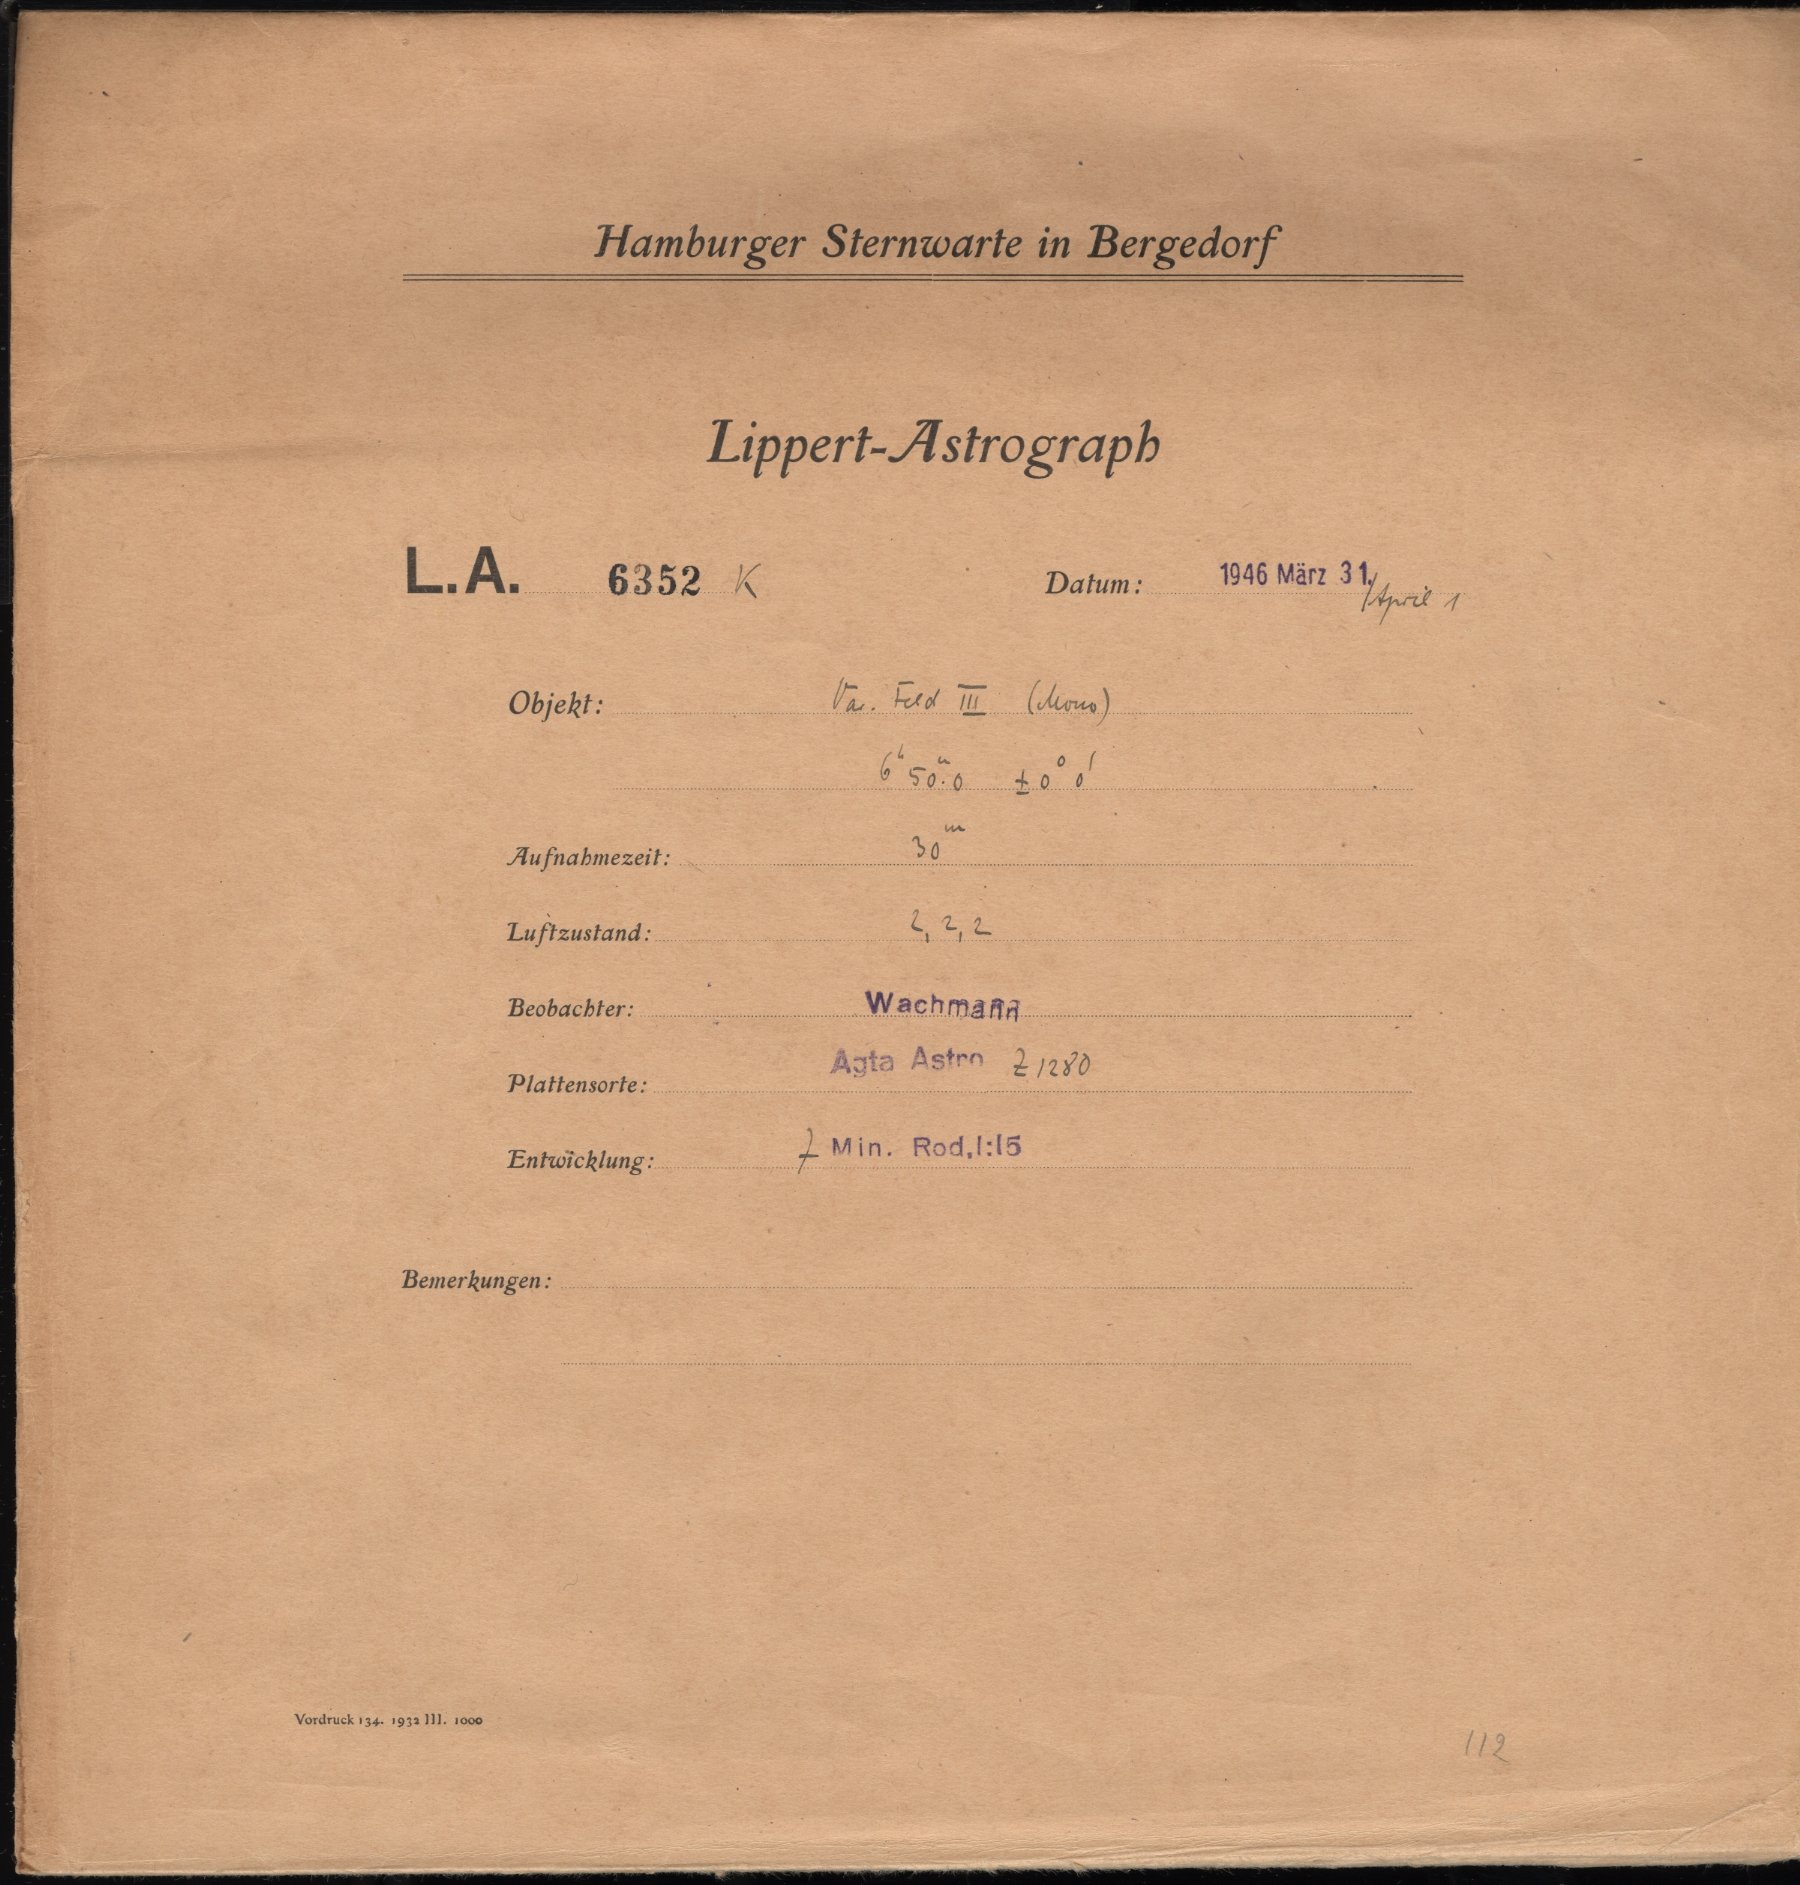 Hamburger Sternwarte in Bergedorf
Lippert-Astrograph
L.A. 6352 K Datum: 1946 März 31./April 1
Objekt: Var. Feld III (Mono)
6ʰ 50ᵐ.0 ±0° 0′
Aufnahmezeit: 30ᵐ
Luftzustand: 2, 2, 2
Beobachter: Wachmann
Plattensorte: Agfa Astro Z 1280
Entwicklung: 7 Min. Rod.1:15
Bemerkungen:
Vordruck 134. 1932 III. 1000
112